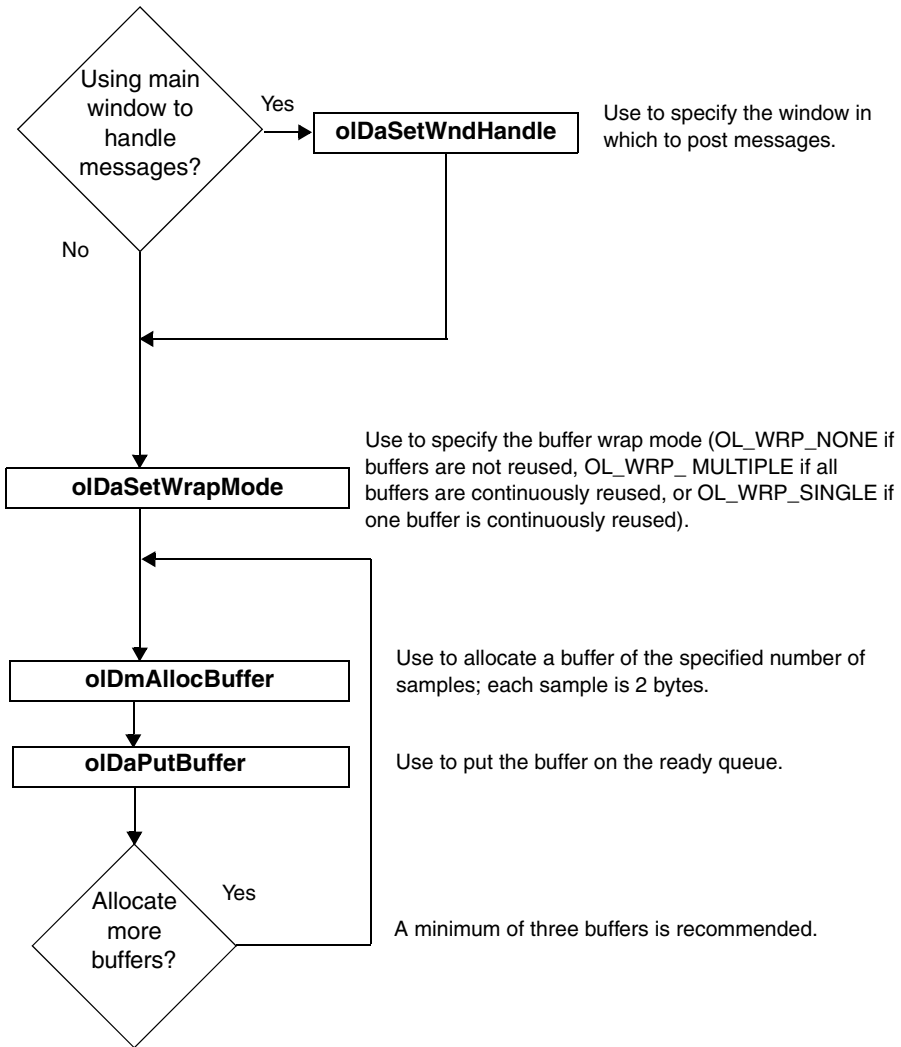 Using main
window to
handle
messages?
Yes
olDaSetWndHandle
Use to specify the window in
which to post messages.
No
Use to specify the buffer wrap mode (OL_WRP_NONE if
buffers are not reused, OL_WRP_ MULTIPLE if all
buffers are continuously reused, or OL_WRP_SINGLE if
one buffer is continuously reused).
olDaSetWrapMode
olDmAllocBuffer
Use to allocate a buffer of the specified number of
samples; each sample is 2 bytes.
olDaPutBuffer
Use to put the buffer on the ready queue.
Allocate
more
buffers?
Yes
A minimum of three buffers is recommended.